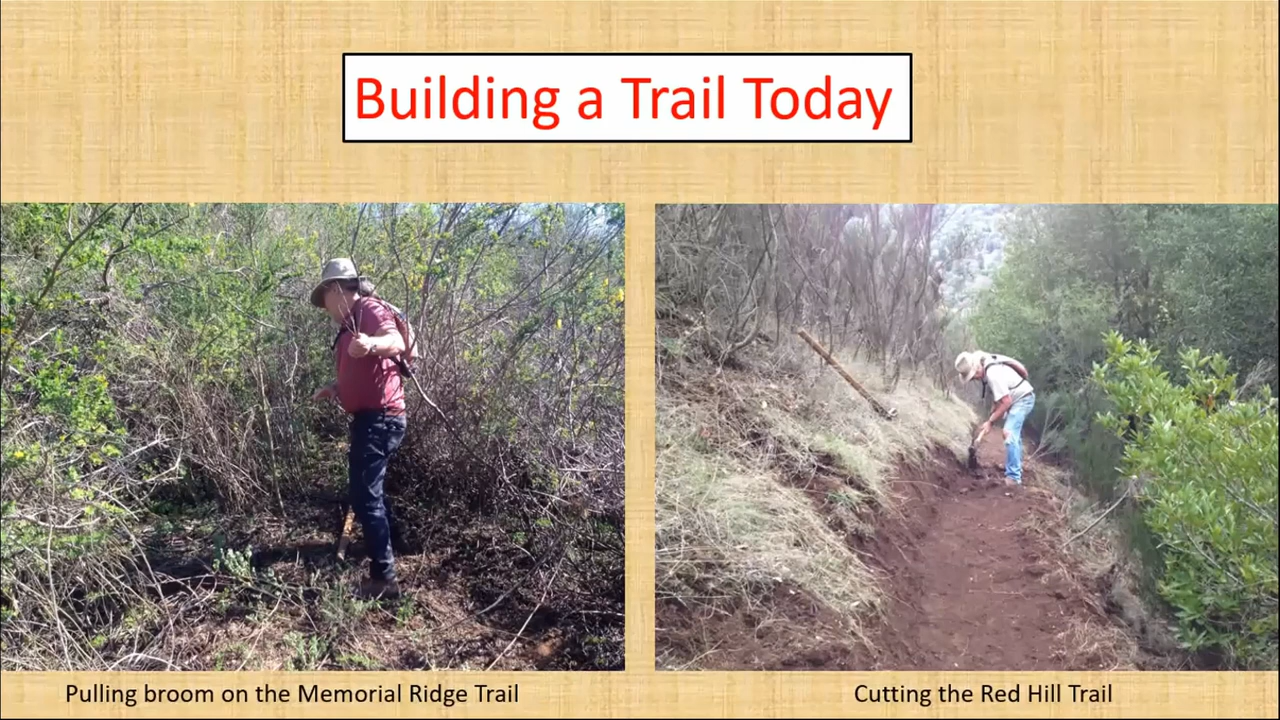 Building a Trail Today
Pulling broom on the Memorial Ridge Trail
Cutting the Red Hill Trail